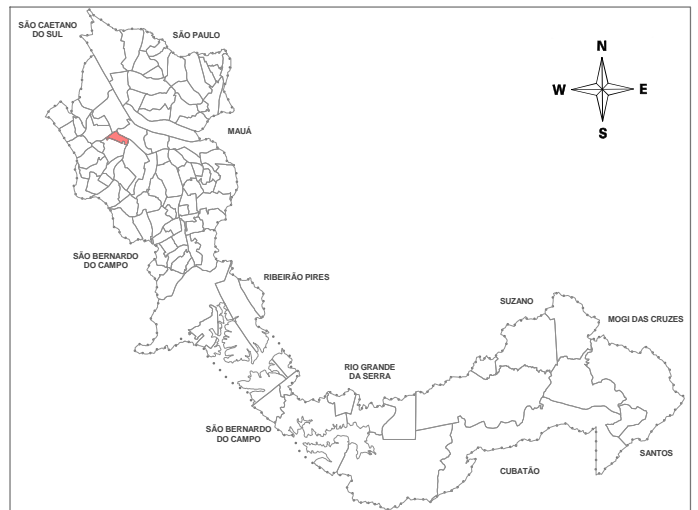 SÃO CAETANO
DO SUL
SÃO PAULO
N
W
E
S
MAUÁ
SÃO BERNARDO
DO CAMPO
RIBEIRÃO PIRES
SUZANO
MOGI DAS CRUZES
RIO GRANDE
DA SERRA
SÃO BERNARDO
DO CAMPO
SANTOS
CUBATÃO